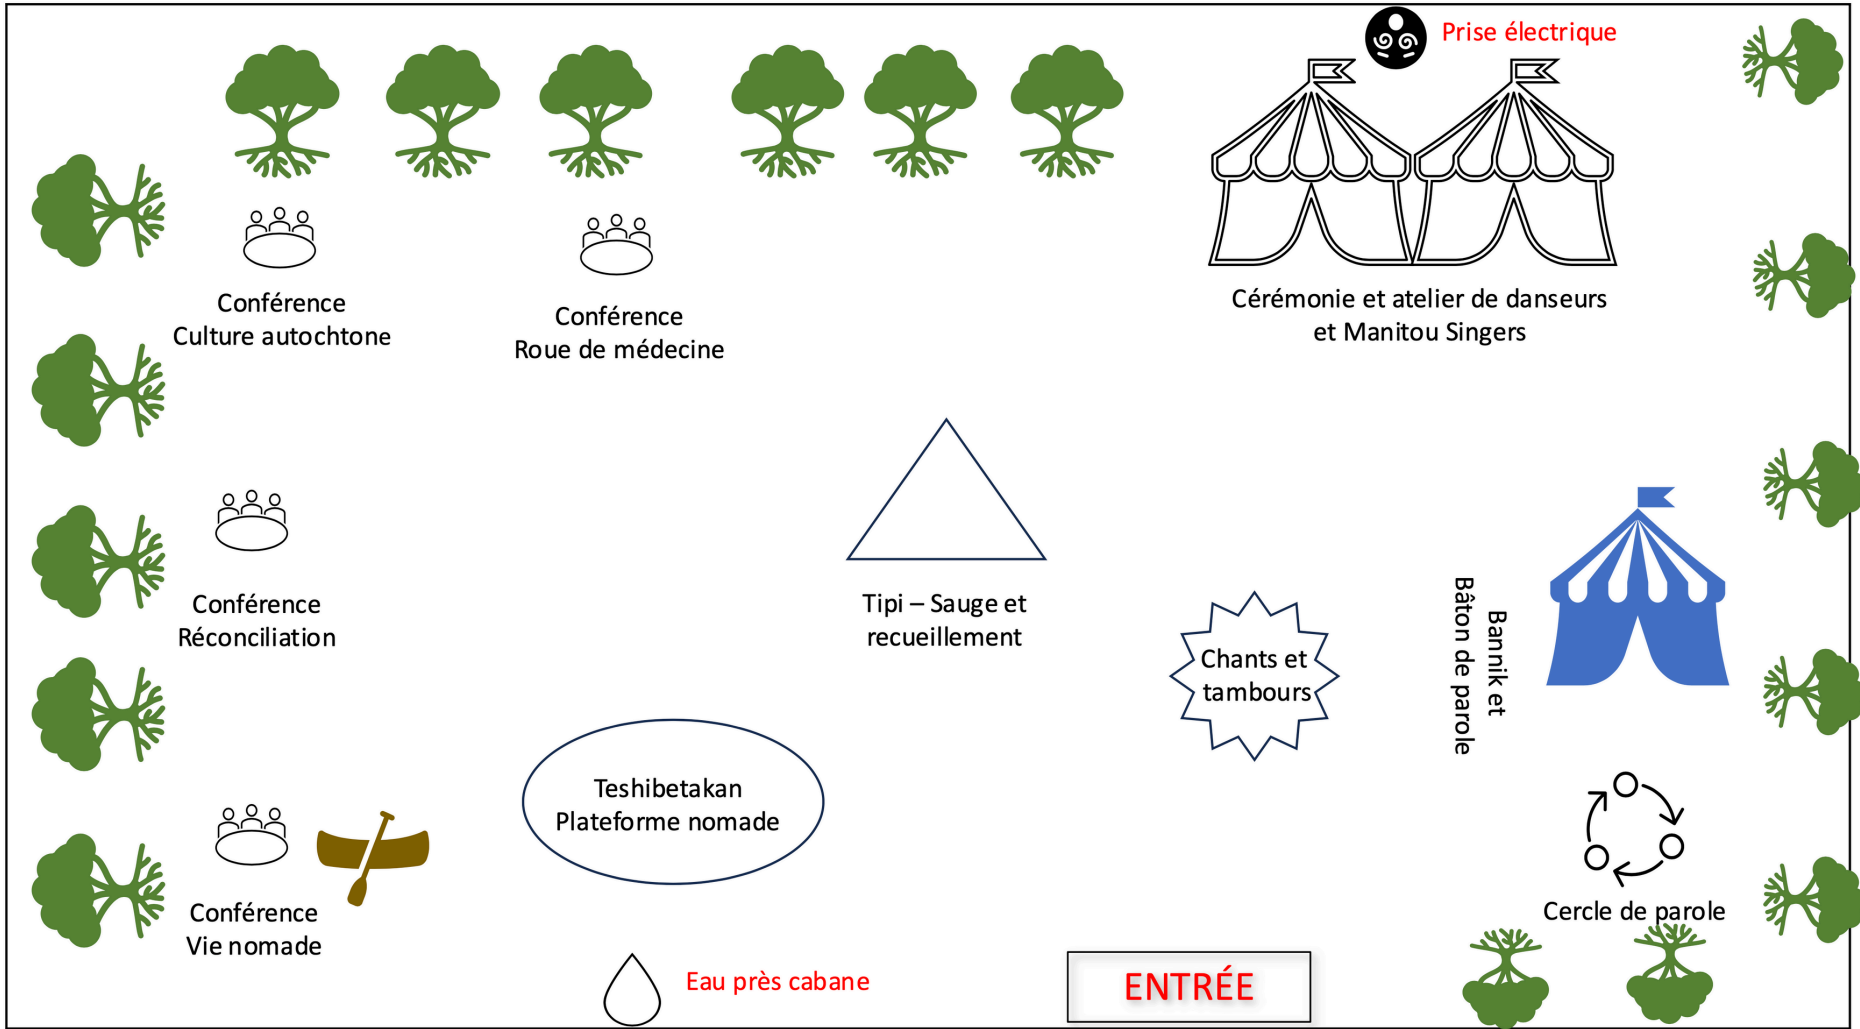 Prise électrique
Conférence
Culture autochtone
Conférence
Roue de médecine
Cérémonie et atelier de danseurs
et Manitou Singers
Conférence
Réconciliation
Tipi – Sauge et
recueillement
Chants et
tambours
Bannik et
Bâton de parole
Teshibetakan
Plateforme nomade
Conférence
Vie nomade
Cercle de parole
Eau près cabane
ENTRÉE